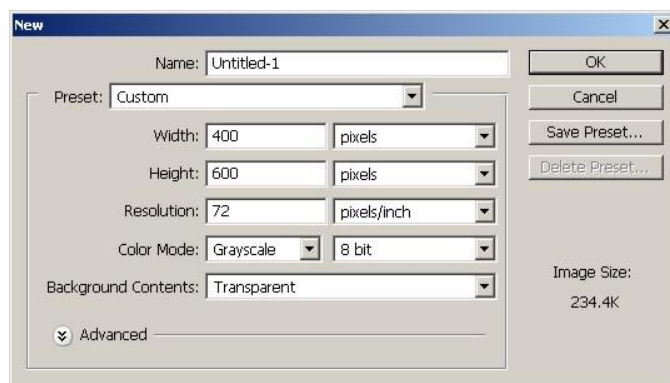 New
Name: Untitled-1
OK
Preset: Custom
Cancel
Width: 400 pixels
Save Preset...
Height: 600 pixels
Delete Preset...
Resolution: 72 pixels/inch
Color Mode: Grayscale 8 bit
Background Contents: Transparent
Image Size:
234.4K
Advanced